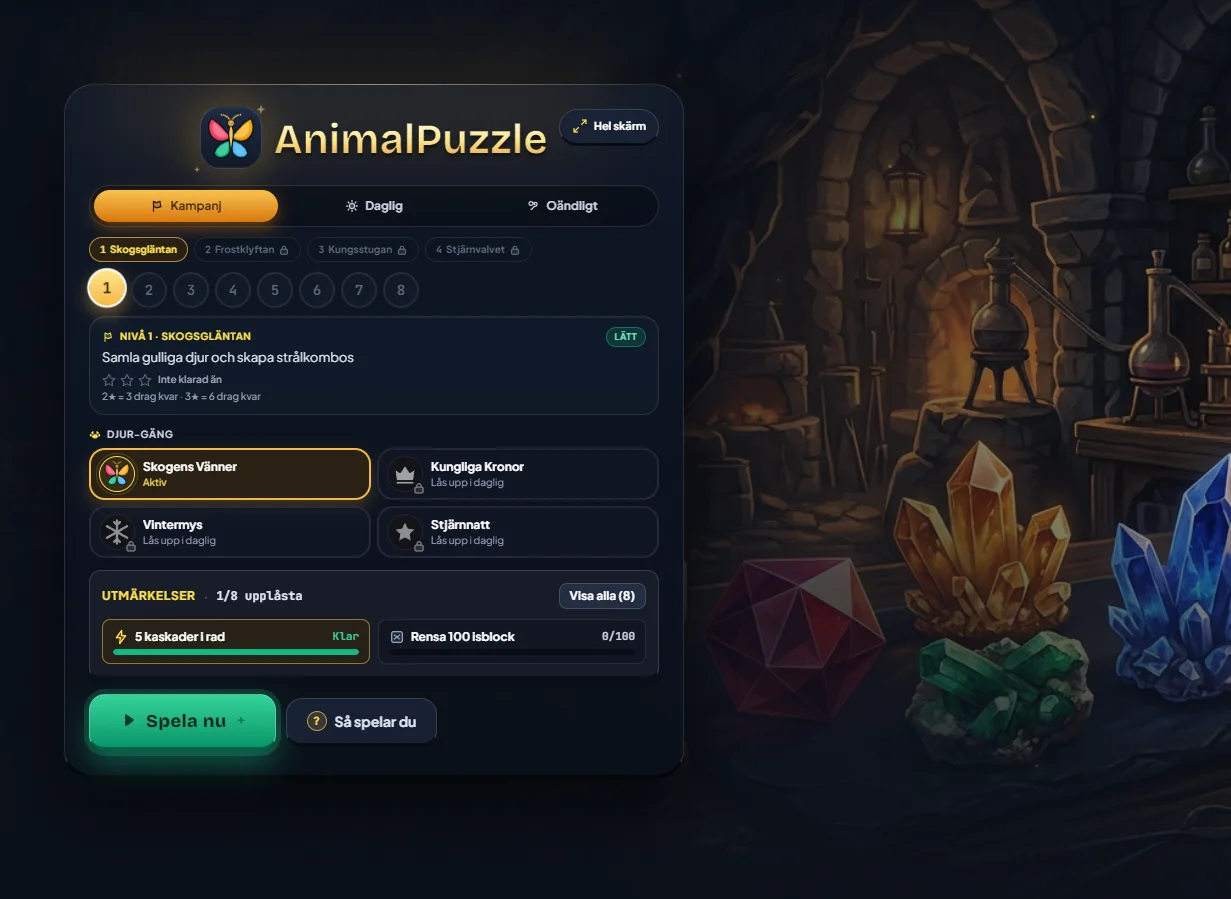 AnimalPuzzle
Hel skärm
Kampanj
Daglig
Oändligt
1 Skogsgläntan
2 Frostklyftan
3 Kungsstugan
4 Stjärnvalvet
1 2 3 4 5 6 7 8
NIVÅ 1 · SKOGSGLÄNTAN
LÄTT
Samla gulliga djur och skapa strålkombos
Inte klarad än
2★ = 3 drag kvar · 3★ = 6 drag kvar
DJUR-GÄNG
Skogens Vänner
Aktiv
Kungliga Kronor
Lås upp i daglig
Vintermys
Lås upp i daglig
Stjärnnatt
Lås upp i daglig
UTMÄRKELSER · 1/8 upplåsta
Visa alla (8)
5 kaskader i rad
Klar
Rensa 100 isblock
0/100
Spela nu
? Så spelar du